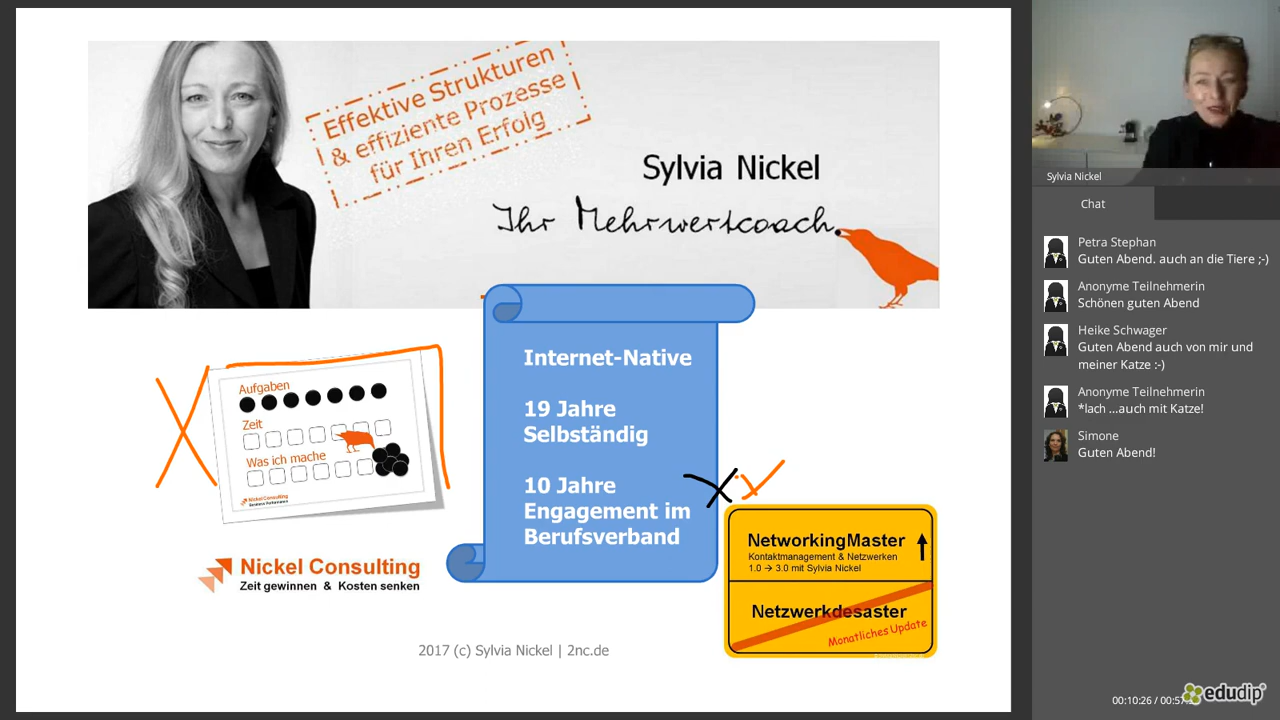 Effektive Strukturen
& effiziente Prozesse
für Ihren Erfolg
Sylvia Nickel
Ihr Mehrwertcoach
Aufgaben
Zeit
Was ich mache
Nickel Consulting
Nickel Consulting
Zeit gewinnen & Kosten senken
Internet-Native
19 Jahre
Selbständig
10 Jahre
Engagement im
Berufsverband
NetworkingMaster
Kontaktmanagement & Netzwerken
1.0 → 3.0 mit Sylvia Nickel
Netzwerkdesaster
Monatliches Update
2017 (c) Sylvia Nickel | 2nc.de
Sylvia Nickel
Chat
Petra Stephan
Guten Abend. auch an die Tiere ;-)
Anonyme Teilnehmerin
Schönen guten Abend
Heike Schwager
Guten Abend auch von mir und
meiner Katze :-)
Anonyme Teilnehmerin
*lach ...auch mit Katze!
Simone
Guten Abend!
00:10:26 / 00:57
edudip